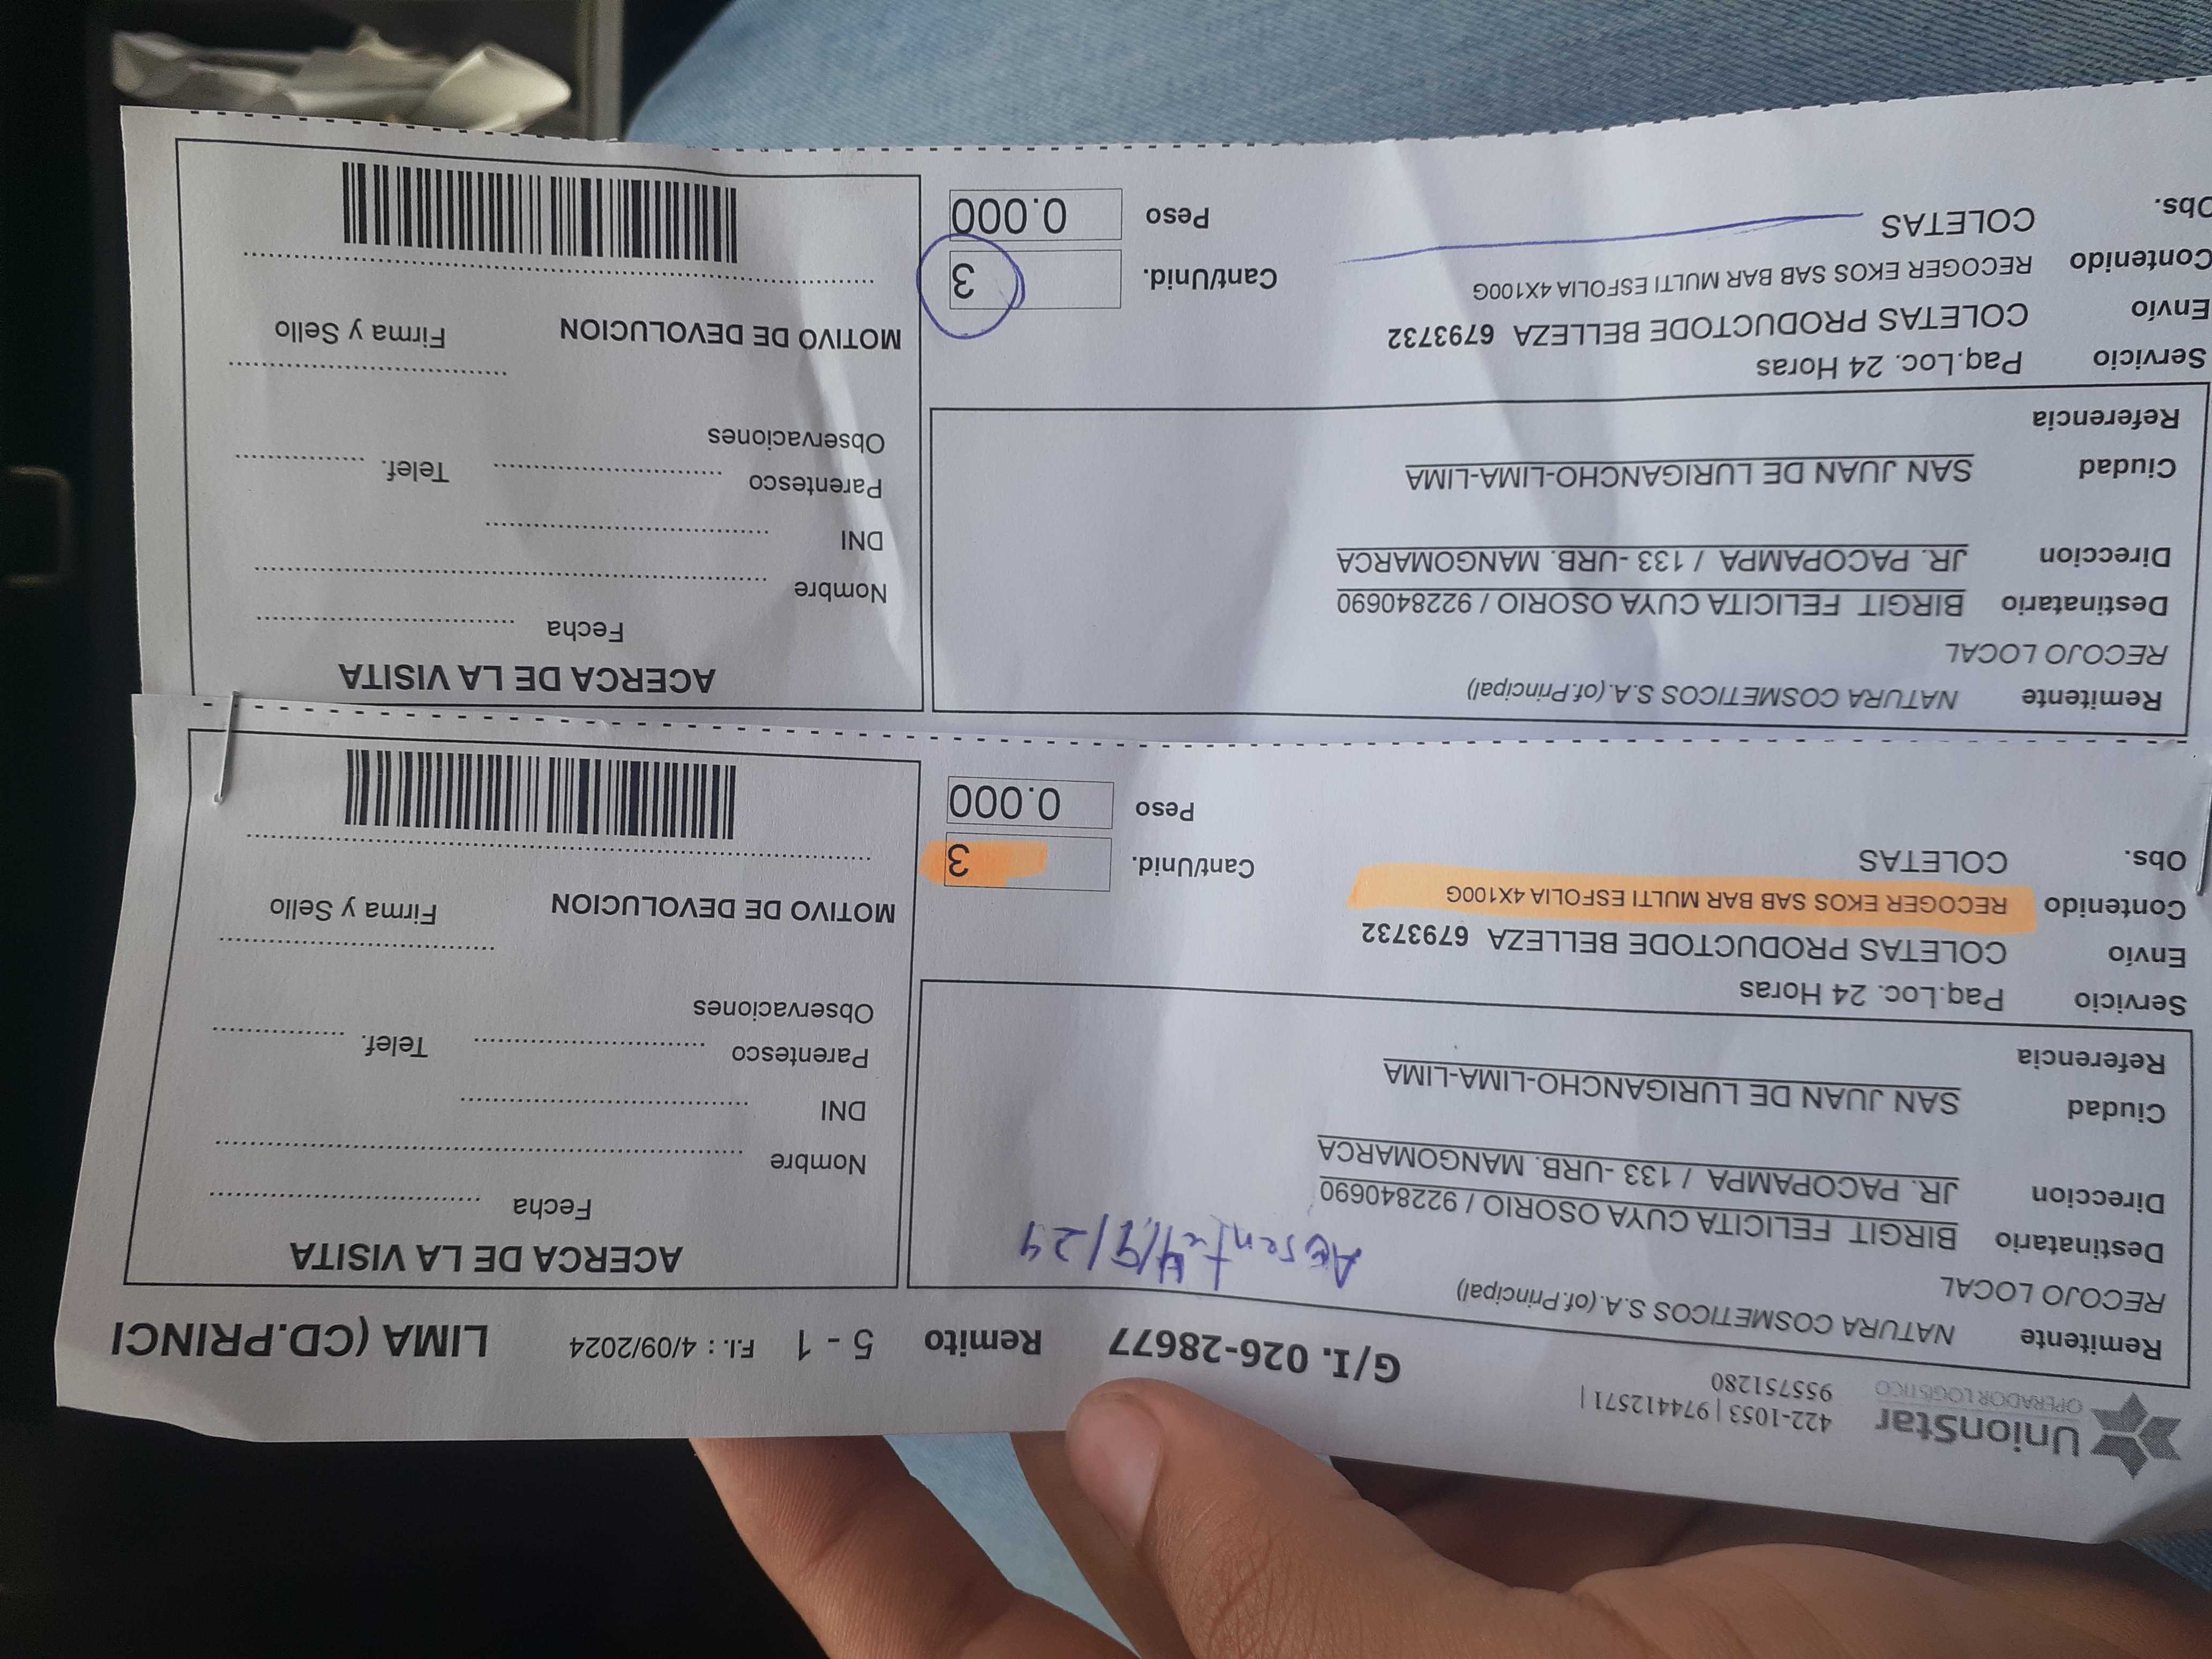 UnionStar
OPERADOR LOGISTICO
422-1053 | 974412571 |
955751280
G/I. 026-28677 Remito 5 - 1 F.I. : 4/09/2024 LIMA (CD.PRINCI
Remitente NATURA COSMETICOS S.A.(of.Principal)
RECOJO LOCAL
Ausente 4/9/24
Destinatario BIRGIT FELICITA CUYA OSORIO / 922840690
Direccion JR. PACOPAMPA / 133 -URB. MANGOMARCA
Ciudad SAN JUAN DE LURIGANCHO-LIMA-LIMA
Referencia
Servicio Paq.Loc. 24 Horas
Envío COLETAS PRODUCTODE BELLEZA 6793732
Contenido RECOGER EKOS SAB BAR MULTI ESFOLIA 4X100G
Obs. COLETAS
Cant/Unid. 3
Peso 0.000
ACERCA DE LA VISITA
Fecha
Nombre
DNI
Parentesco Telef.
Observaciones
MOTIVO DE DEVOLUCION Firma y Sello
Remitente NATURA COSMETICOS S.A.(of.Principal)
RECOJO LOCAL
Destinatario BIRGIT FELICITA CUYA OSORIO / 922840690
Direccion JR. PACOPAMPA / 133 -URB. MANGOMARCA
Ciudad SAN JUAN DE LURIGANCHO-LIMA-LIMA
Referencia
Servicio Paq.Loc. 24 Horas
Envío COLETAS PRODUCTODE BELLEZA 6793732
Contenido RECOGER EKOS SAB BAR MULTI ESFOLIA 4X100G
Obs. COLETAS
Cant/Unid. 3
Peso 0.000
ACERCA DE LA VISITA
Fecha
Nombre
DNI
Parentesco Telef.
Observaciones
MOTIVO DE DEVOLUCION Firma y Sello